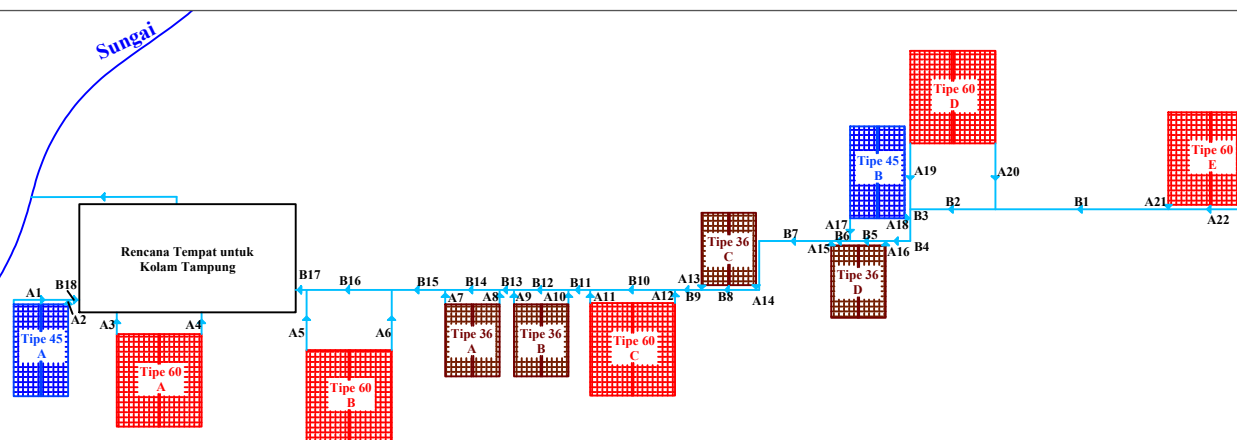 Sungai
Tipe 60
D
Tipe 45
B
Tipe 60
E
A19
A20
A21
A22
B1
B2
B3
A18
A17
B4
A16
B5
B6
A15
Tipe 36
D
B7
Tipe 36
C
A14
B8
B9
A13
Rencana Tempat untuk
Kolam Tampung
B17
B16
B15
B14
B13
B12
B11
B10
A12
A11
A10
A9
A8
A7
A6
A5
A4
A3
A2
A1
B18
Tipe 45
A
Tipe 60
A
Tipe 60
B
Tipe 36
A
Tipe 36
B
Tipe 60
C